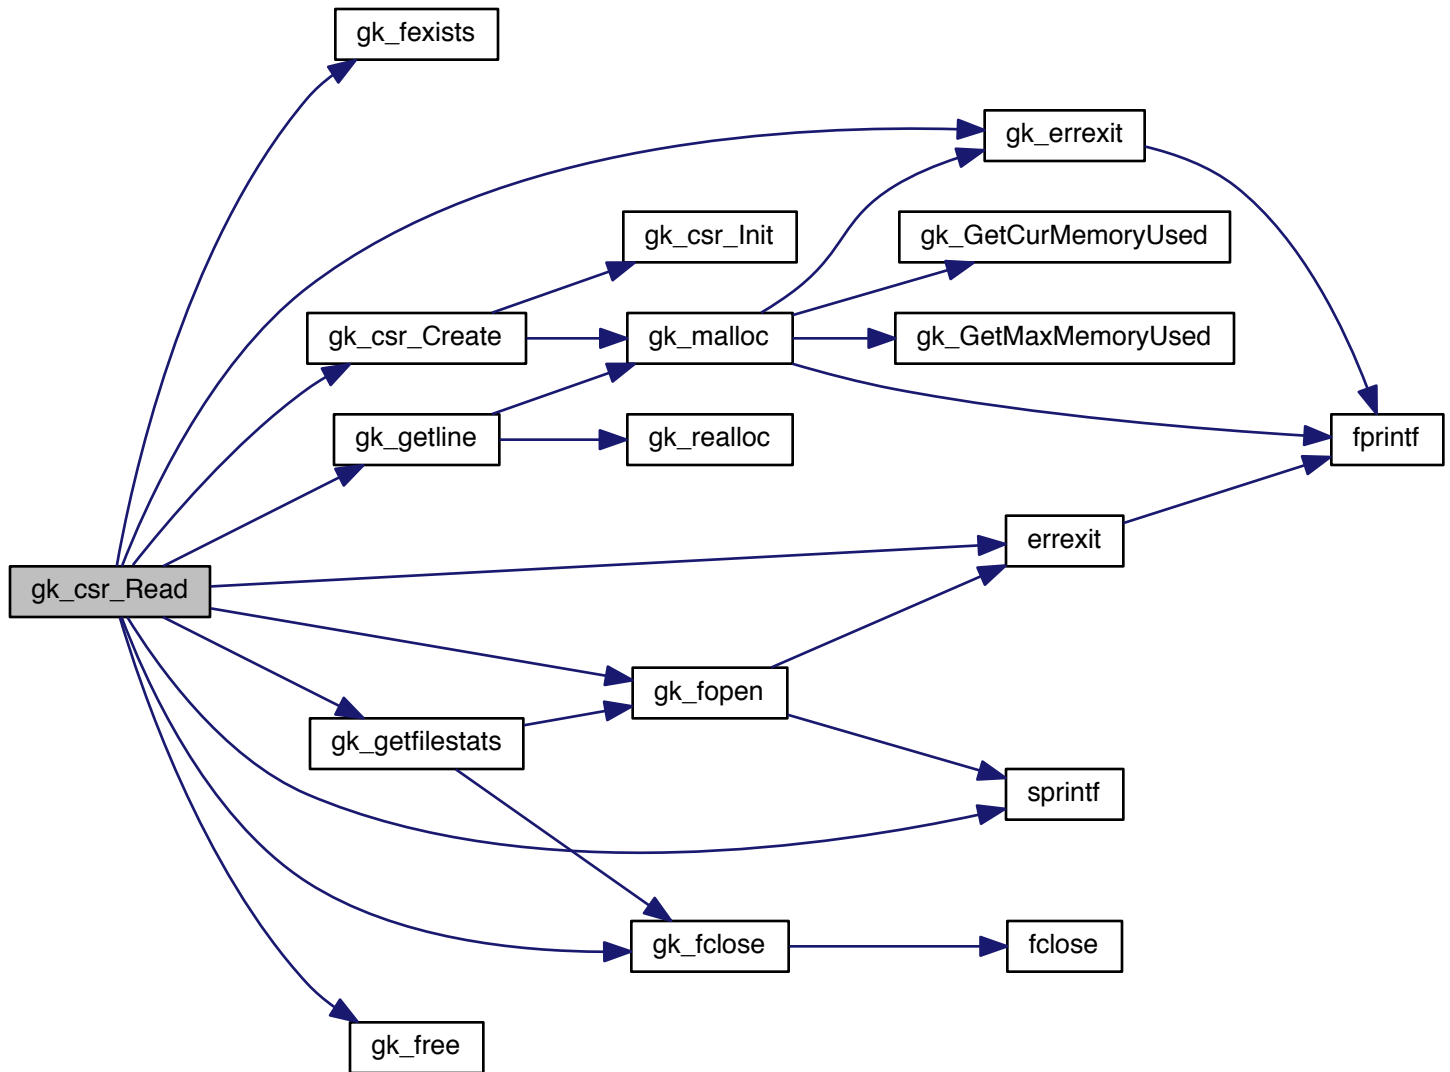 gk_fexists
gk_errexit
gk_csr_Init
gk_GetCurMemoryUsed
gk_csr_Create
gk_malloc
gk_GetMaxMemoryUsed
gk_getline
gk_realloc
fprintf
errexit
gk_csr_Read
gk_fopen
gk_getfilestats
sprintf
gk_fclose
fclose
gk_free